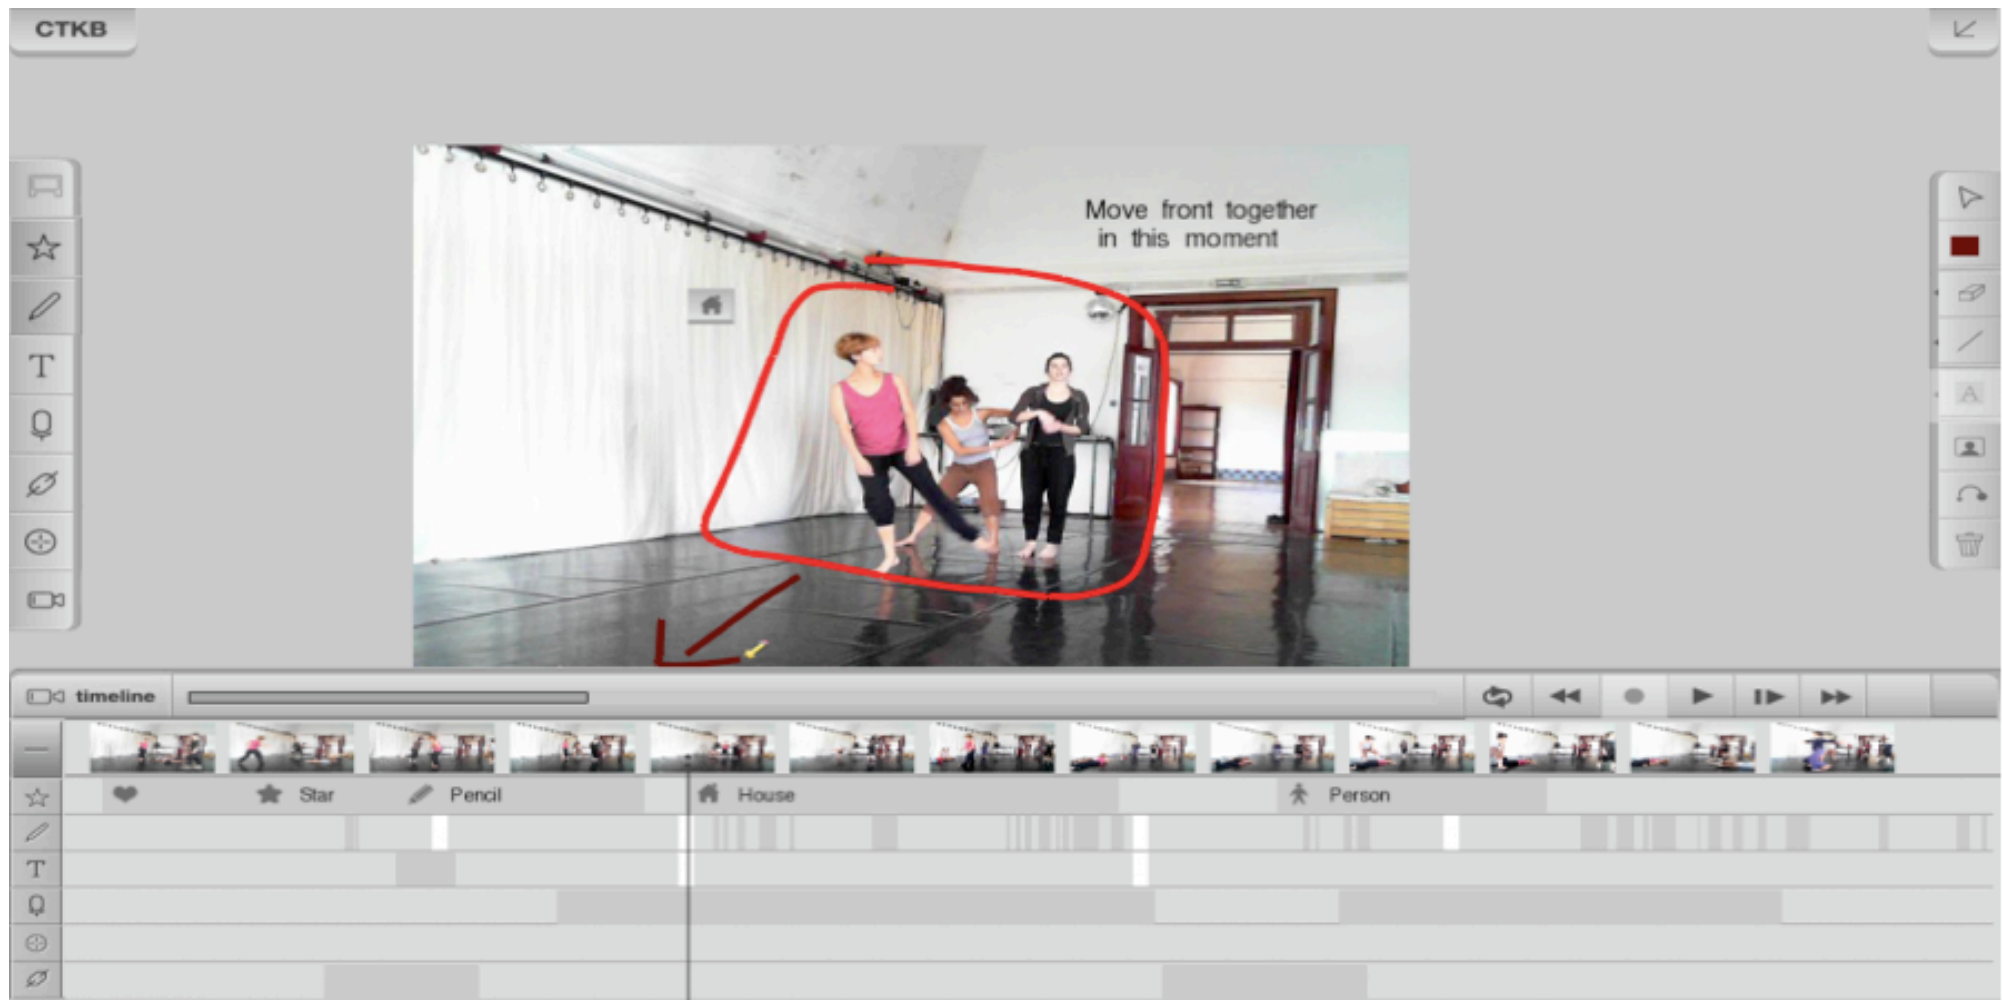 CTKB
Move front together
in this moment
T
A
timeline
Star
Pencil
House
Person
T